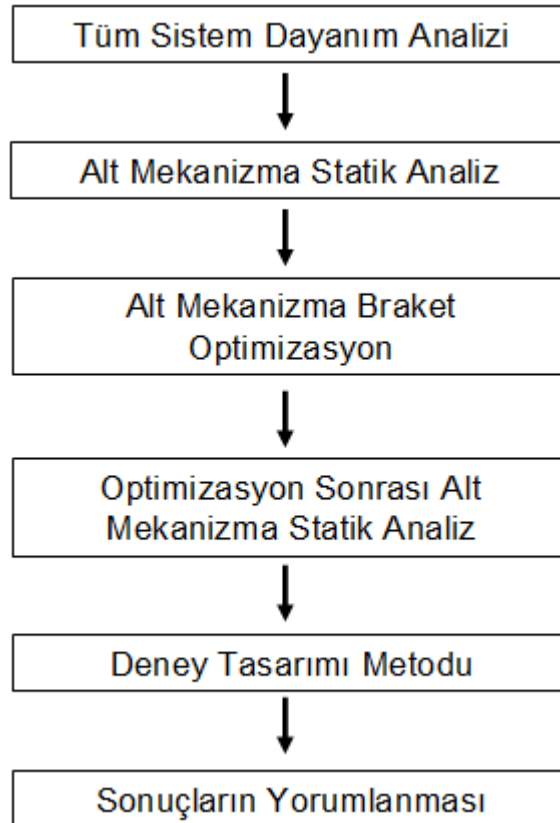 Tüm Sistem Dayanım Analizi
Alt Mekanizma Statik Analiz
Alt Mekanizma Braket
Optimizasyon
Optimizasyon Sonrası Alt
Mekanizma Statik Analiz
Deney Tasarımı Metodu
Sonuçların Yorumlanması